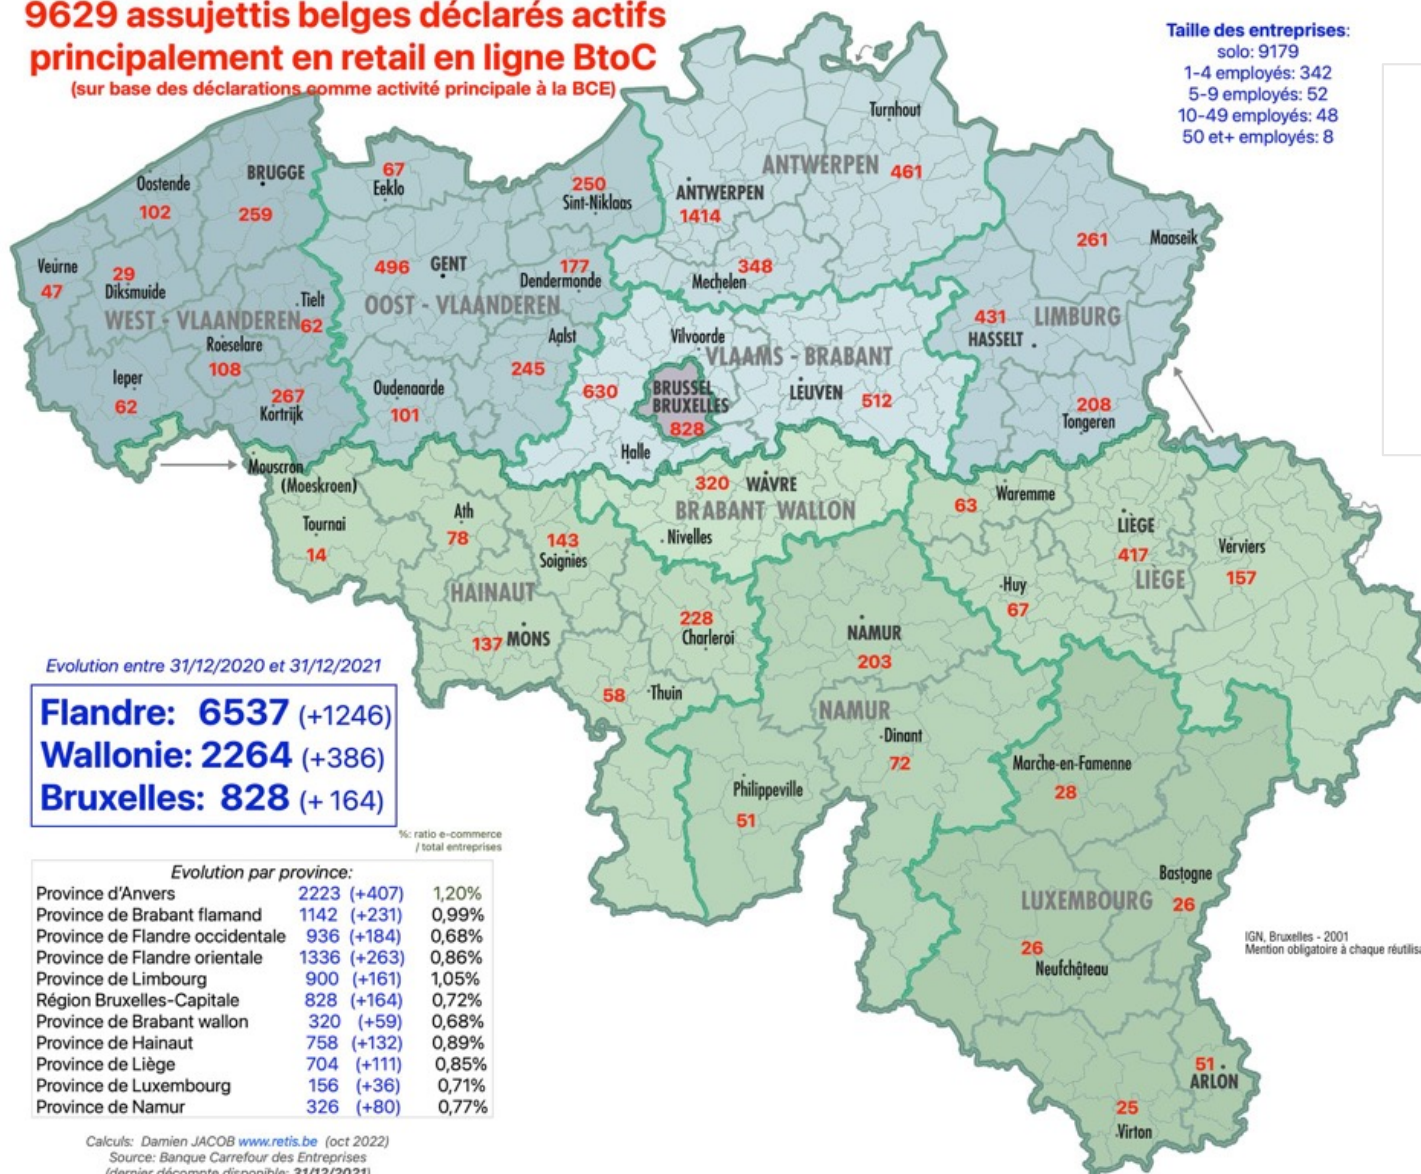 9629 assujettis belges déclarés actifs
principalement en retail en ligne BtoC
(sur base des déclarations comme activité principale à la BCE)
Taille des entreprises:
solo: 9179
1-4 employés: 342
5-9 employés: 52
10-49 employés: 48
50 et+ employés: 8
Turnhout
ANTWERPEN
461
ANTWERPEN
1414
348
Mechelen
67
Eeklo
250
Sint-Niklaas
BRUGGE
259
Oostende
102
Veurne
47
29
Diksmuide
Tielt
62
WEST - VLAANDEREN
Roeselare
108
Ieper
62
267
Kortrijk
496
GENT
177
Dendermonde
OOST - VLAANDEREN
Aalst
245
Oudenaarde
101
Vilvoorde
VLAAMS - BRABANT
630
BRUSSEL
BRUXELLES
828
LEUVEN
512
Halle
261
Maaseik
431
HASSELT
LIMBURG
208
Tongeren
Mouscron
(Moeskroen)
Tournai
14
Ath
78
143
Soignies
HAINAUT
137 MONS
228
Charleroi
58
Thuin
320
WAVRE
BRABANT WALLON
Nivelles
63
Waremme
LIÈGE
417
LIÈGE
Verviers
157
Huy
67
NAMUR
203
NAMUR
Dinant
72
Philippeville
51
Marche-en-Famenne
28
Bastogne
26
LUXEMBOURG
26
Neufchâteau
51
ARLON
25
Virton
IGN, Bruxelles - 2001
Mention obligatoire à chaque
Evolution entre 31/12/2020 et 31/12/2021
Flandre: 6537 (+1246)
Wallonie: 2264 (+386)
Bruxelles: 828 (+ 164)
%: ratio e-commerce
/ total entreprises
Evolution par province:
Province d'Anvers 2223 (+407) 1,20%
Province de Brabant flamand 1142 (+231) 0,99%
Province de Flandre occidentale 936 (+184) 0,68%
Province de Flandre orientale 1336 (+263) 0,86%
Province de Limbourg 900 (+161) 1,05%
Région Bruxelles-Capitale 828 (+164) 0,72%
Province de Brabant wallon 320 (+59) 0,68%
Province de Hainaut 758 (+132) 0,89%
Province de Liège 704 (+111) 0,85%
Province de Luxembourg 156 (+36) 0,71%
Province de Namur 326 (+80) 0,77%
Calculs: Damien JACOB www.retis.be (oct 2022)
Source: Banque Carrefour des Entreprises
(dernier décompte disponible: 31/12/2021)